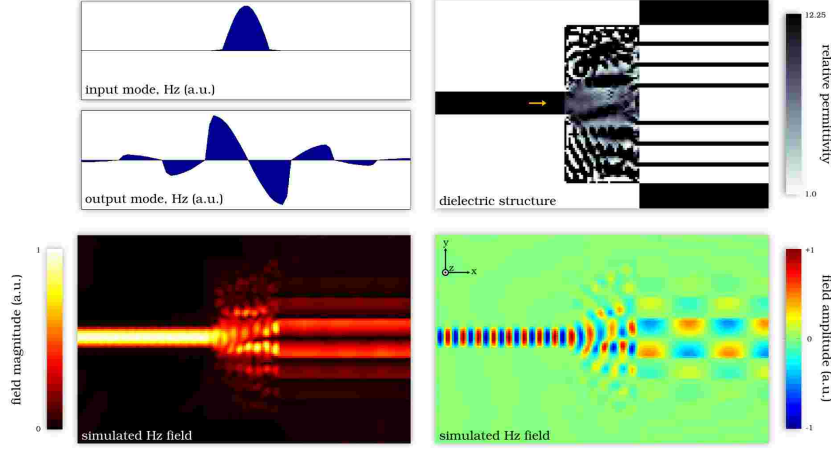 input mode, Hz (a.u.)
output mode, Hz (a.u.)
dielectric structure
12.25
relative permittivity
1.0
1
field magnitude (a.u.)
0
simulated Hz field
y
z
x
simulated Hz field
+1
0
field amplitud (a.u.)
-1